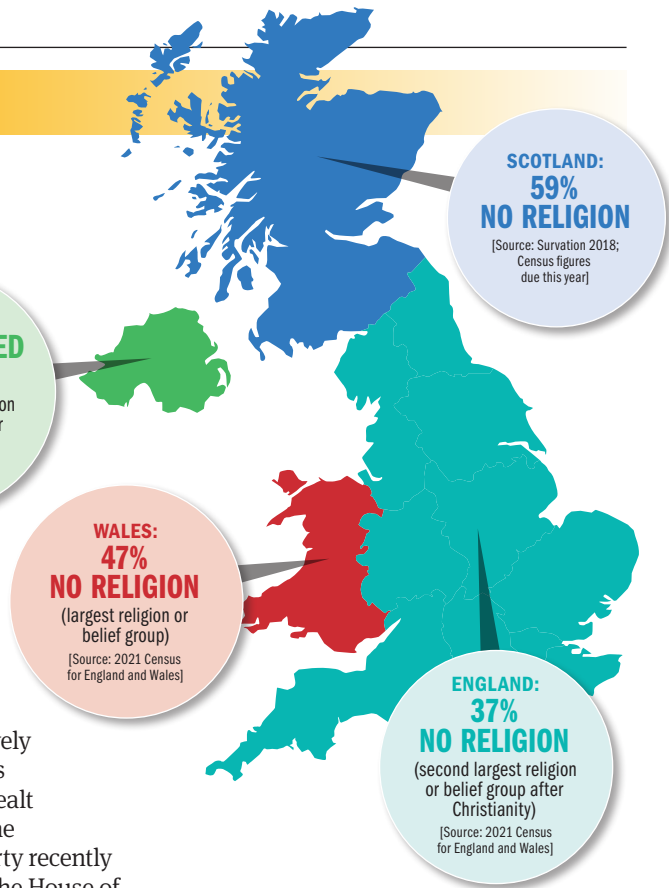 SCOTLAND:
59%
NO RELIGION
[Source: Survation 2018;
Census figures
due this year]
ED
on
r
WALES:
47%
NO RELIGION
(largest religion or
belief group)
[Source: 2021 Census
for England and Wales]
ENGLAND:
37%
NO RELIGION
(second largest religion
or belief group after
Christianity)
[Source: 2021 Census
for England and Wales]
ely
s
ealt
ne
rty recently
he House of